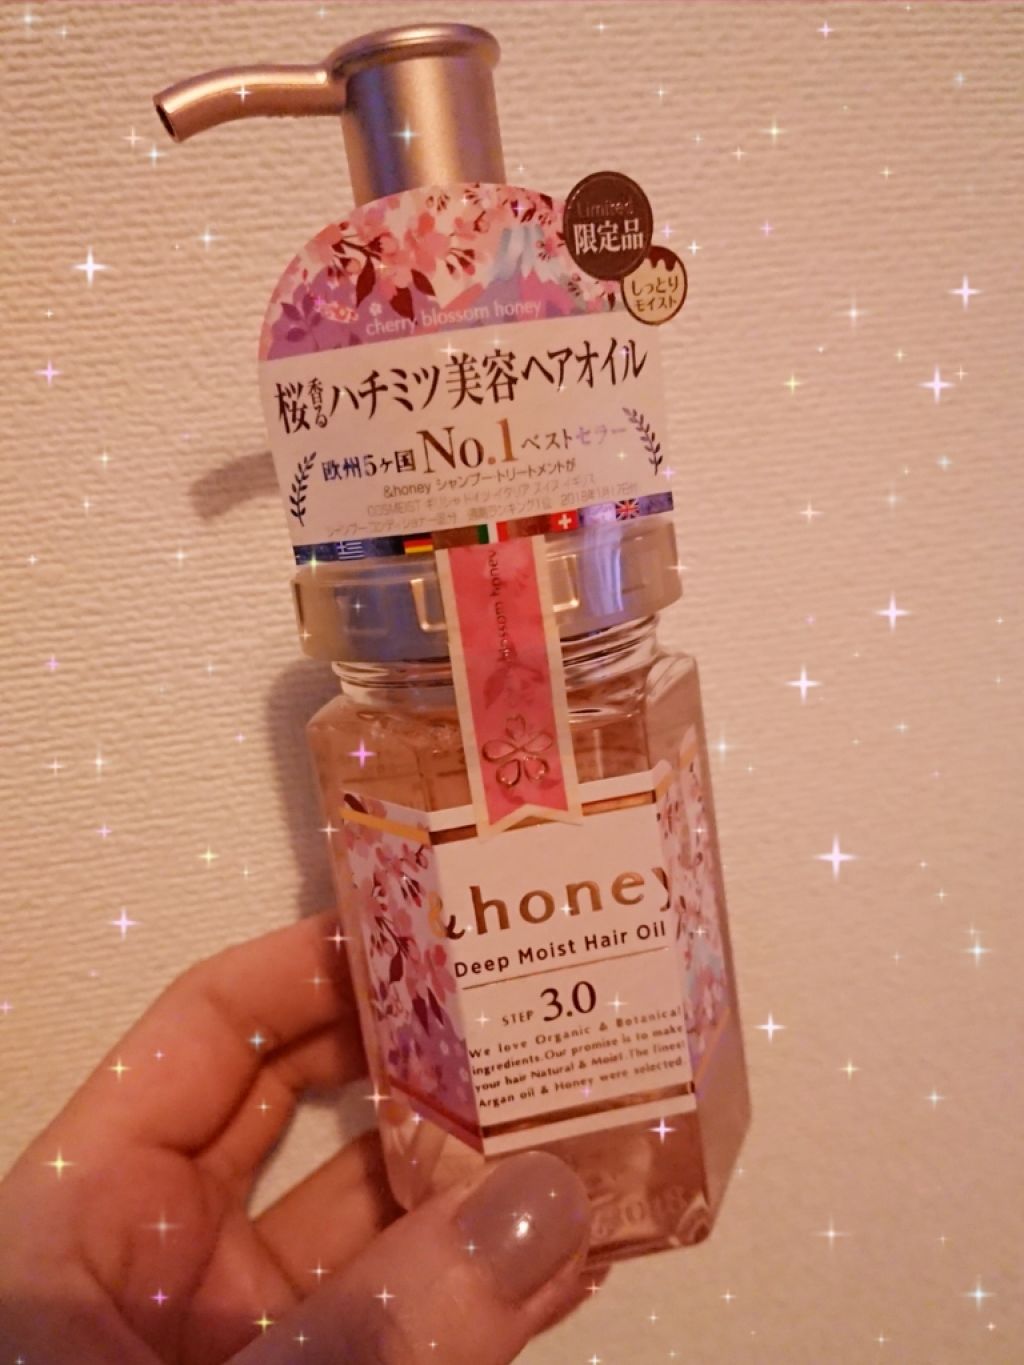 Limited
限定品
しっとり
モイスト
cherry blossom honey
桜香るハチミツ美容ヘアオイル
欧州5ヶ国No.1ベストセラー
&honey シャンプー・トリートメントが
blossom honey
&honey
Deep Moist Hair Oil
STEP 3.0
We love Organic & Botanical
ingredients.Our promise is to make
your hair Natural & Moist.The finest
Argan oil & Honey were selected.